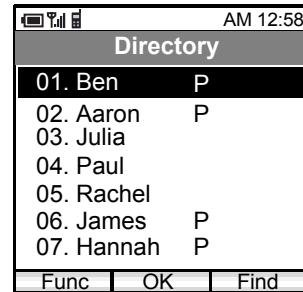 AM 12:58
Directory
01. Ben P
02. Aaron P
03. Julia
04. Paul
05. Rachel
06. James P
07. Hannah P
Func OK Find